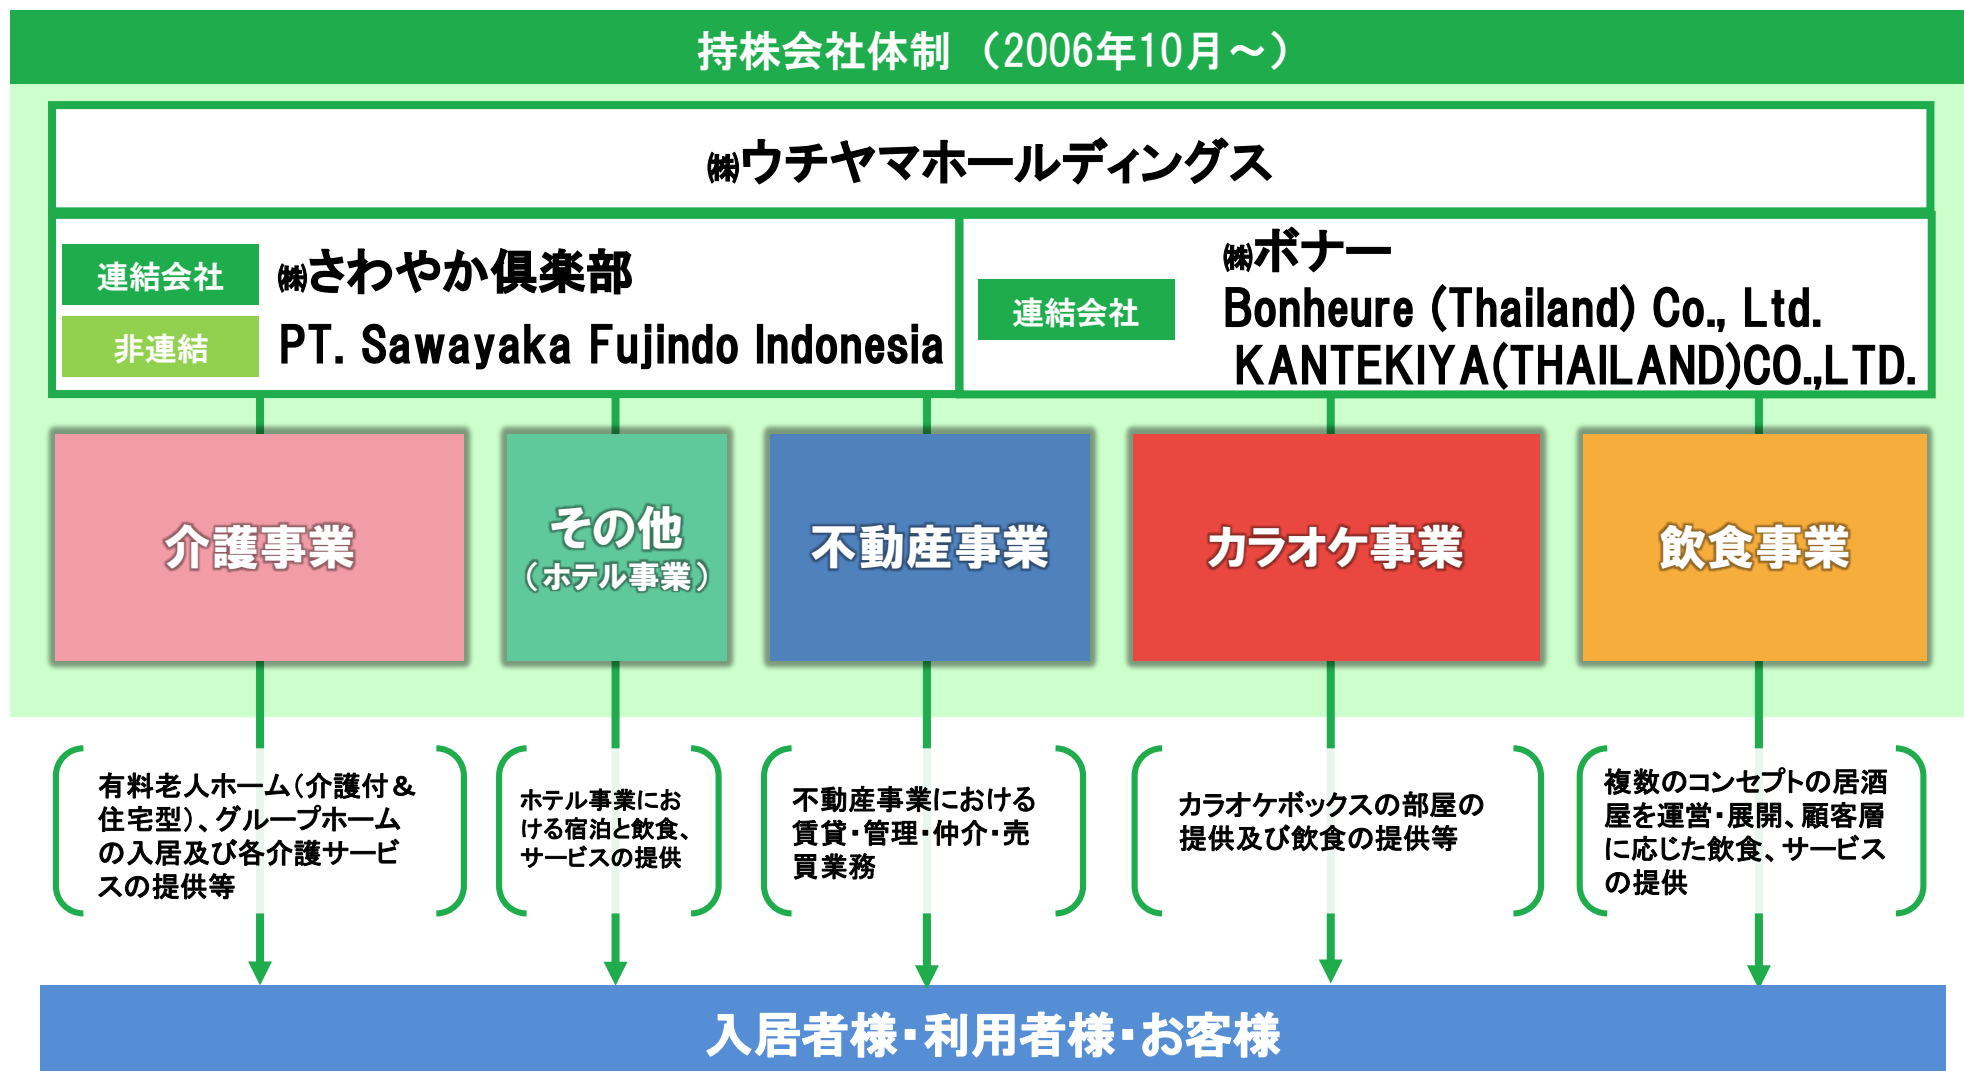 持株会社体制 （2006年10月～）
㈱ウチヤママホールディングス
連結会社
㈱さわやか倶楽部
非連結
PT. Sawayaka Fujindo Indonesia
連結会社
㈱ボナー
Bonheure (Thailand) Co., Ltd.
KANTEKIYA(THAILAND)CO.,LTD.
介護事業
その他
（ホテル事業）
不動産事業
カラオケ事業
飲食事業
有料老人ホーム（介護付＆
住宅型）、グループホーム
の入居及び各介護サービ
スの提供等
ホテル事業にお
ける宿泊と飲食、
サービスの提供
不動産事業における
賃貸・管理・仲介・売
買業務
カラオケボックスの部屋の
提供及び飲食の提供等
複数のコンセプトの居酒
屋を運営・展開、顧客層
に応じた飲食、サービス
の提供
入居者様・利用者様・お客様